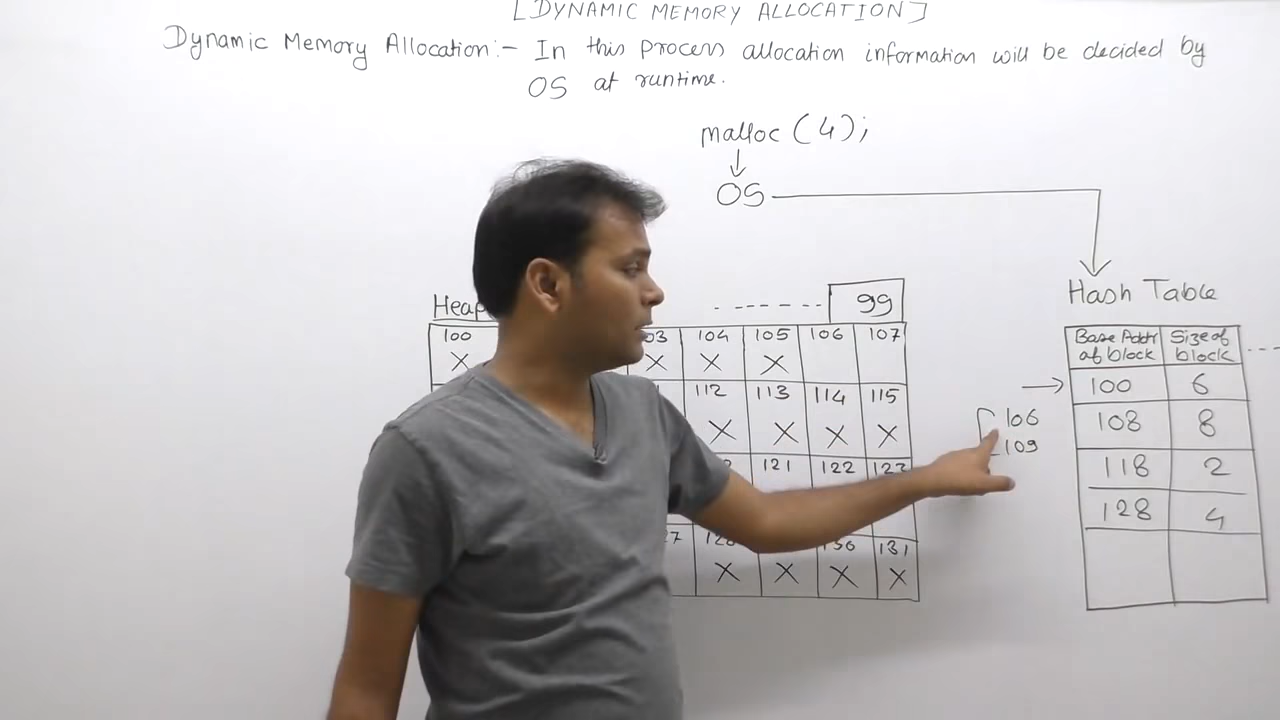 [DYNAMIC MEMORY ALLOCATION]
Dynamic Memory Allocation:- In this process allocation information will be decided by
OS at runtime.
malloc (4);
OS
Hash Table
Heap
99
100 104 105 106 107
X X X X
112 113 114 115
X X X X
121 122 123
131
X X X X
106
109
Base Addr of block Size of block
100 6
108 8
118 2
128 4